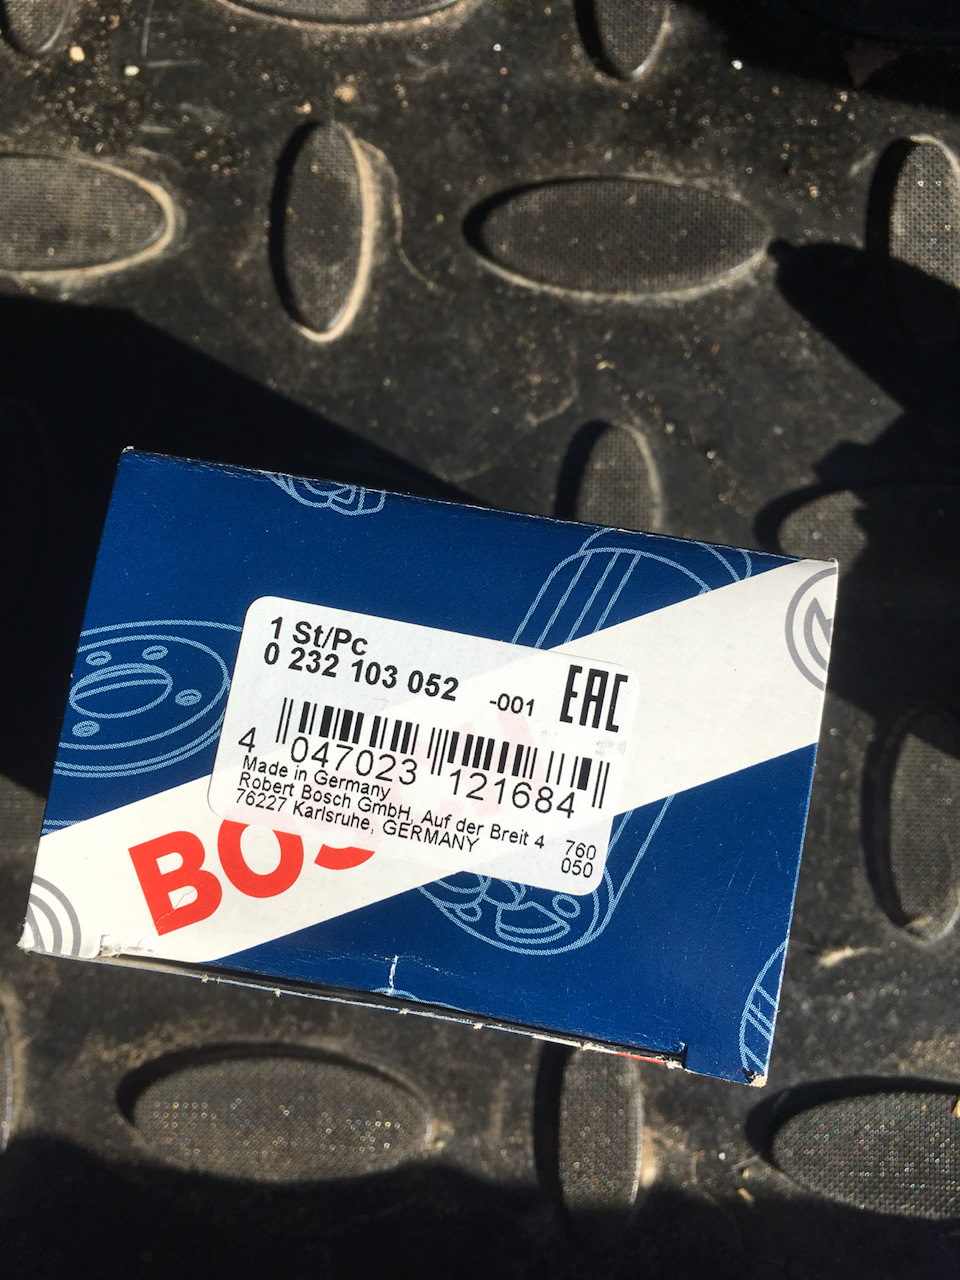 1 St/Pc
0 232 103 052 -001 EAC
4 047023 121684
Made in Germany
Robert Bosch GmbH, Auf der Breit 4 760
76227 Karlsruhe, GERMANY 050
BOS